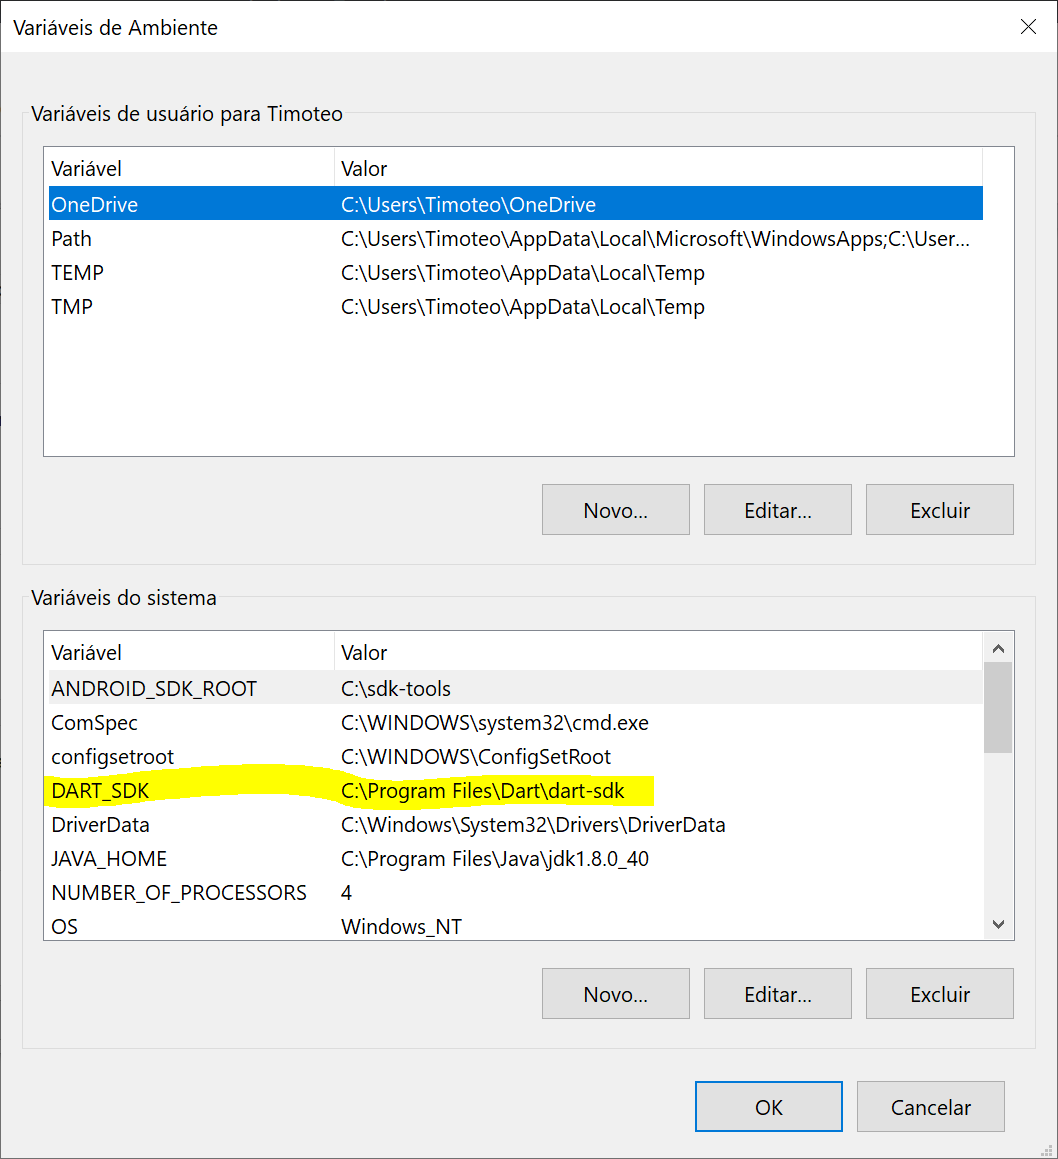 Variáveis de Ambiente
Variáveis de usuário para Timoteo
Variável Valor
OneDrive C:\Users\Timoteo\OneDrive
Path C:\Users\Timoteo\AppData\Local\Microsoft\WindowsApps;C:\User...
TEMP C:\Users\Timoteo\AppData\Local\Temp
TMP C:\Users\Timoteo\AppData\Local\Temp
Novo... Editar... Excluir
Variáveis do sistema
Variável Valor
ANDROID_SDK_ROOT C:\sdk-tools
ComSpec C:\WINDOWS\system32\cmd.exe
configsetroot C:\WINDOWS\ConfigSetRoot
DART_SDK C:\Program Files\Dart\dart-sdk
DriverData C:\Windows\System32\Drivers\DriverData
JAVA_HOME C:\Program Files\Java\jdk1.8.0_40
NUMBER_OF_PROCESSORS 4
OS Windows_NT
Novo... Editar... Excluir
OK Cancelar